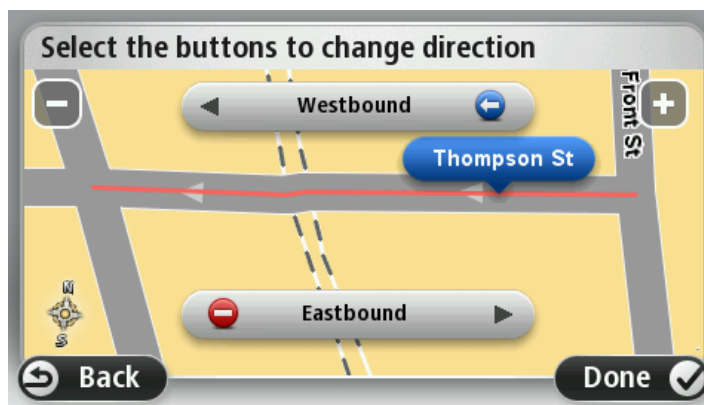 Select the buttons to change direction
Westbound
Front St
Thompson St
N
S
Eastbound
Back
Done